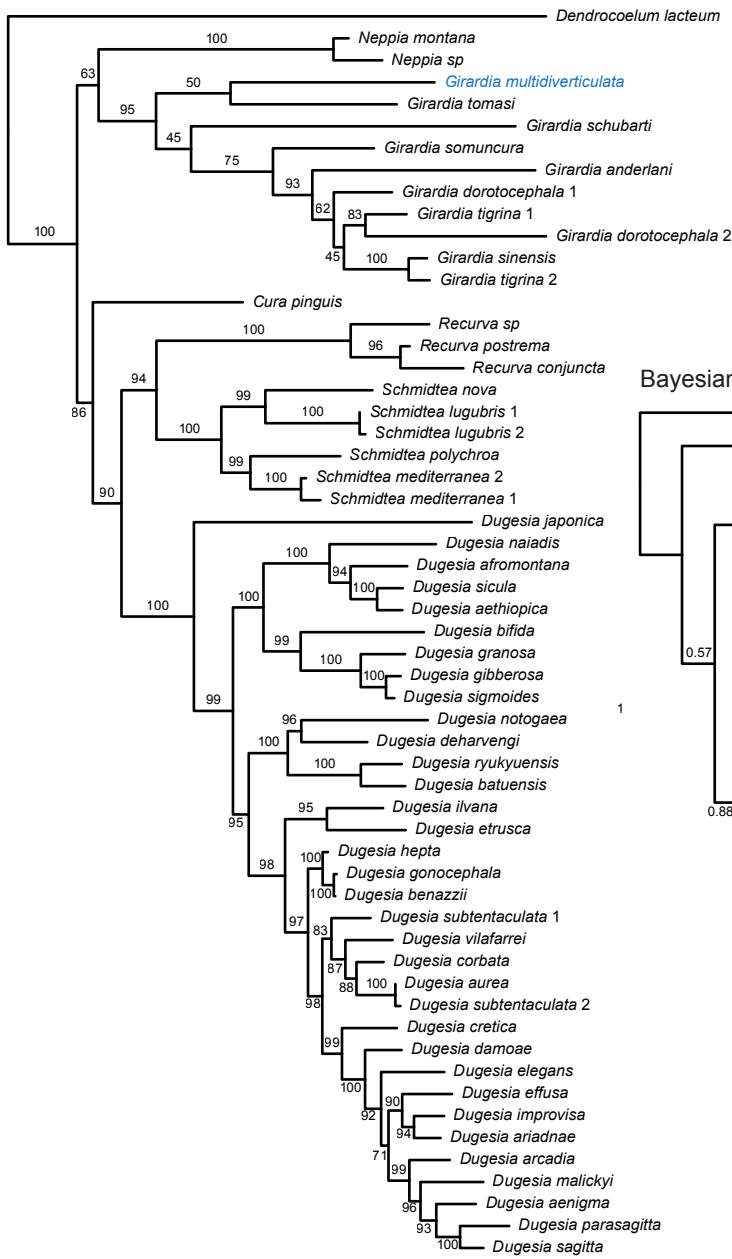 Dendrocoelum lacteum
100
Neppia montana
Neppia sp
63
50
Girardia multidiverticulata
95
Girardia tomasi
45
Girardia schubarti
75
Girardia somuncura
93
Girardia anderlani
62
Girardia dorotocephala 1
83
Girardia tigrina 1
100
Girardia dorotocephala 2
45
100
Girardia sinensis
Girardia tigrina 2
Cura pinguis
100
Recurva sp
96
Recurva postrema
Recurva conjuncta
Bayesian
94
86
99
Schmidtea nova
100
Schmidtea lugubris 1
100
Schmidtea lugubris 2
99
Schmidtea polychroa
100
Schmidtea mediterranea 2
90
Schmidtea mediterranea 1
Dugesia japonica
100
Dugesia naiadis
94
Dugesia afromontana
100
100
Dugesia sicula
100
Dugesia aethiopica
99
Dugesia bifida
0.57
100
Dugesia granosa
100
Dugesia gibberosa
99
Dugesia sigmoides
1
96
Dugesia notogaea
100
Dugesia deharvengi
100
Dugesia ryukyuensis
Dugesia batuensis
95
95
Dugesia ilvana
0.88
98
Dugesia etrusca
100
Dugesia hepta
Dugesia gonocephala
100
Dugesia benazzii
97
83
Dugesia subtentaculata 1
87
Dugesia vilafarrei
88
Dugesia corbata
100
Dugesia aurea
98
Dugesia subtentaculata 2
99
Dugesia cretica
100
Dugesia damoae
92
Dugesia elegans
90
Dugesia effusa
94
Dugesia improvisa
71
Dugesia ariadnae
99
Dugesia arcadia
96
Dugesia malickyi
93
Dugesia aenigma
100
Dugesia parasagitta
Dugesia sagitta